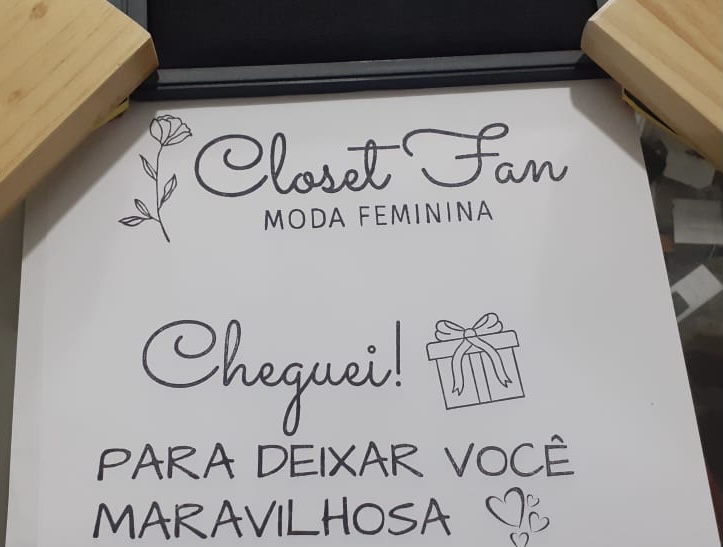 Closet Fan
MODA FEMININA
Cheguei!
PARA DEIXAR VOCÊ
MARAVILHOSA